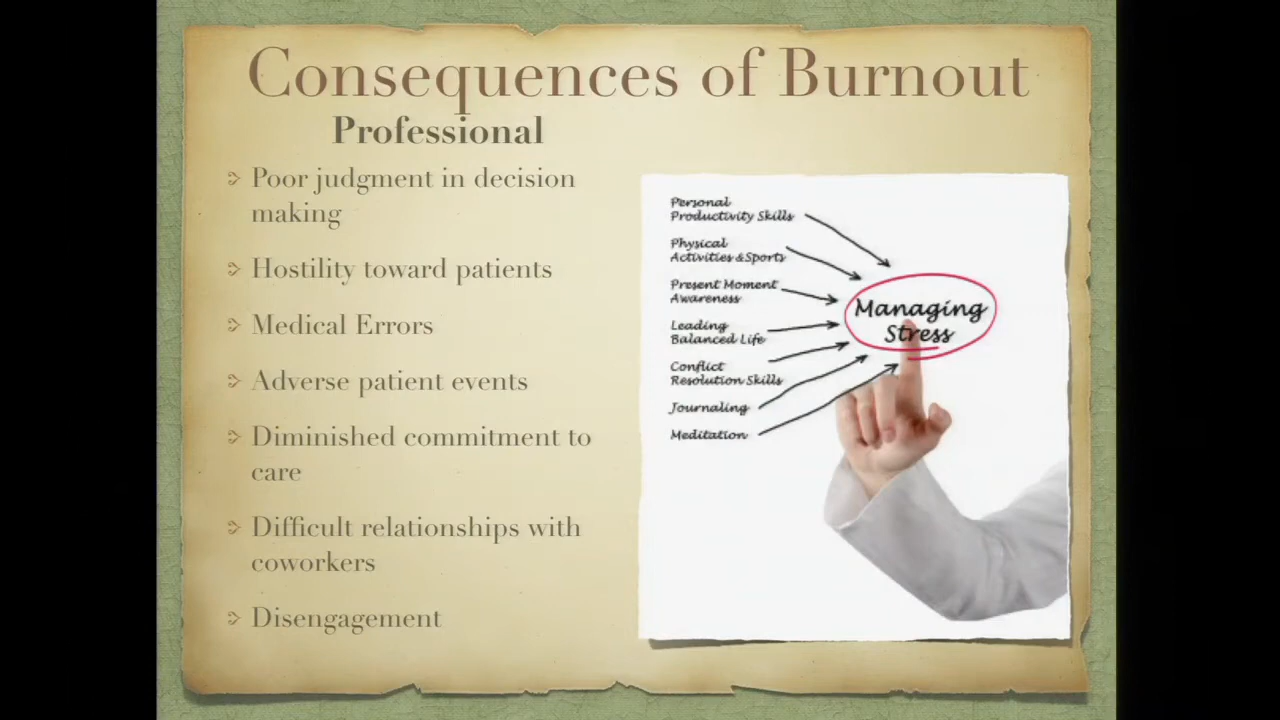 Consequences of Burnout
Professional
Poor judgment in decision
making
Hostility toward patients
Medical Errors
Adverse patient events
Diminished commitment to
care
Difficult relationships with
coworkers
Disengagement
Personal
Productivity Skills
Physical
Activities &Sports
Present Moment
Awareness
Leading
Balanced Life
Conflict
Resolution Skills
Journaling
Meditation
Managing
Stress